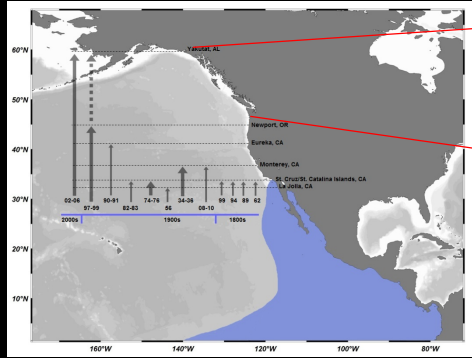 60°N
50°N
40°N
30°N
20°N
10°N
160°W
140°W
120°W
100°W
80°W
Yakutat, AL
Newport, OR
Eureka, CA
Monterey, CA
St. Cruz/St. Catalina Islands, CA
La Jolla, CA
02-06
97-99
90-91
82-83
74-76
56
34-36
08-10
99
94
89
62
2000s
1900s
1800s